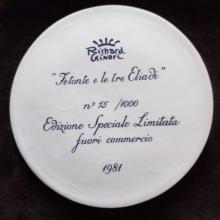 Richard
Ginori
"Fetonte e le tre Eliadi"
n° 15 /1000
Edizione Speciale Limitata
fuori commercio
1981